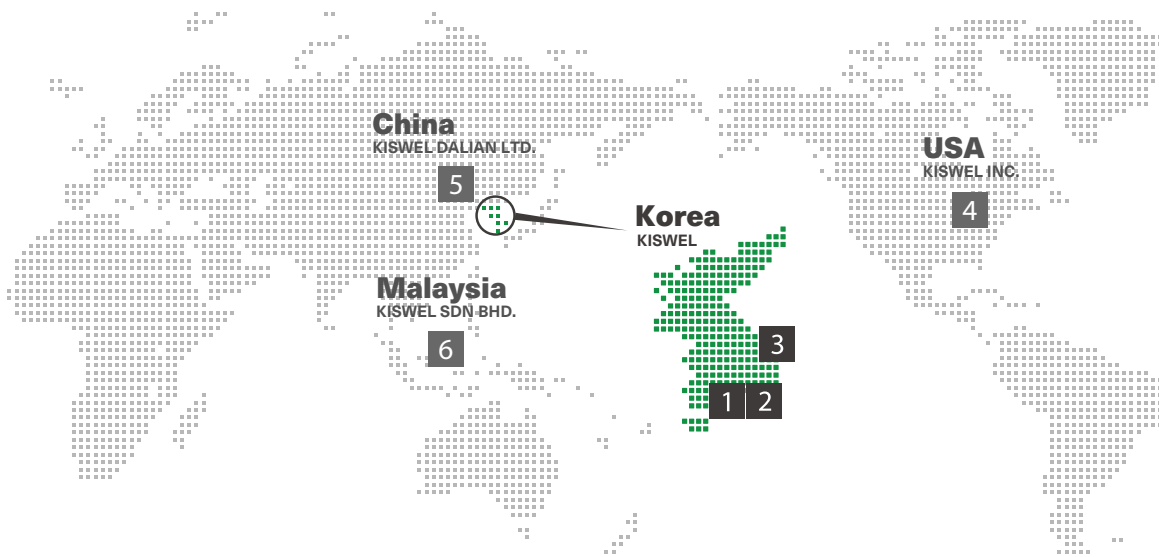 China
KISWEL DALIAN LTD.
5
USA
KISWEL INC.
4
Korea
KISWEL
Malaysia
KISWEL SDN BHD.
6
3
1 2